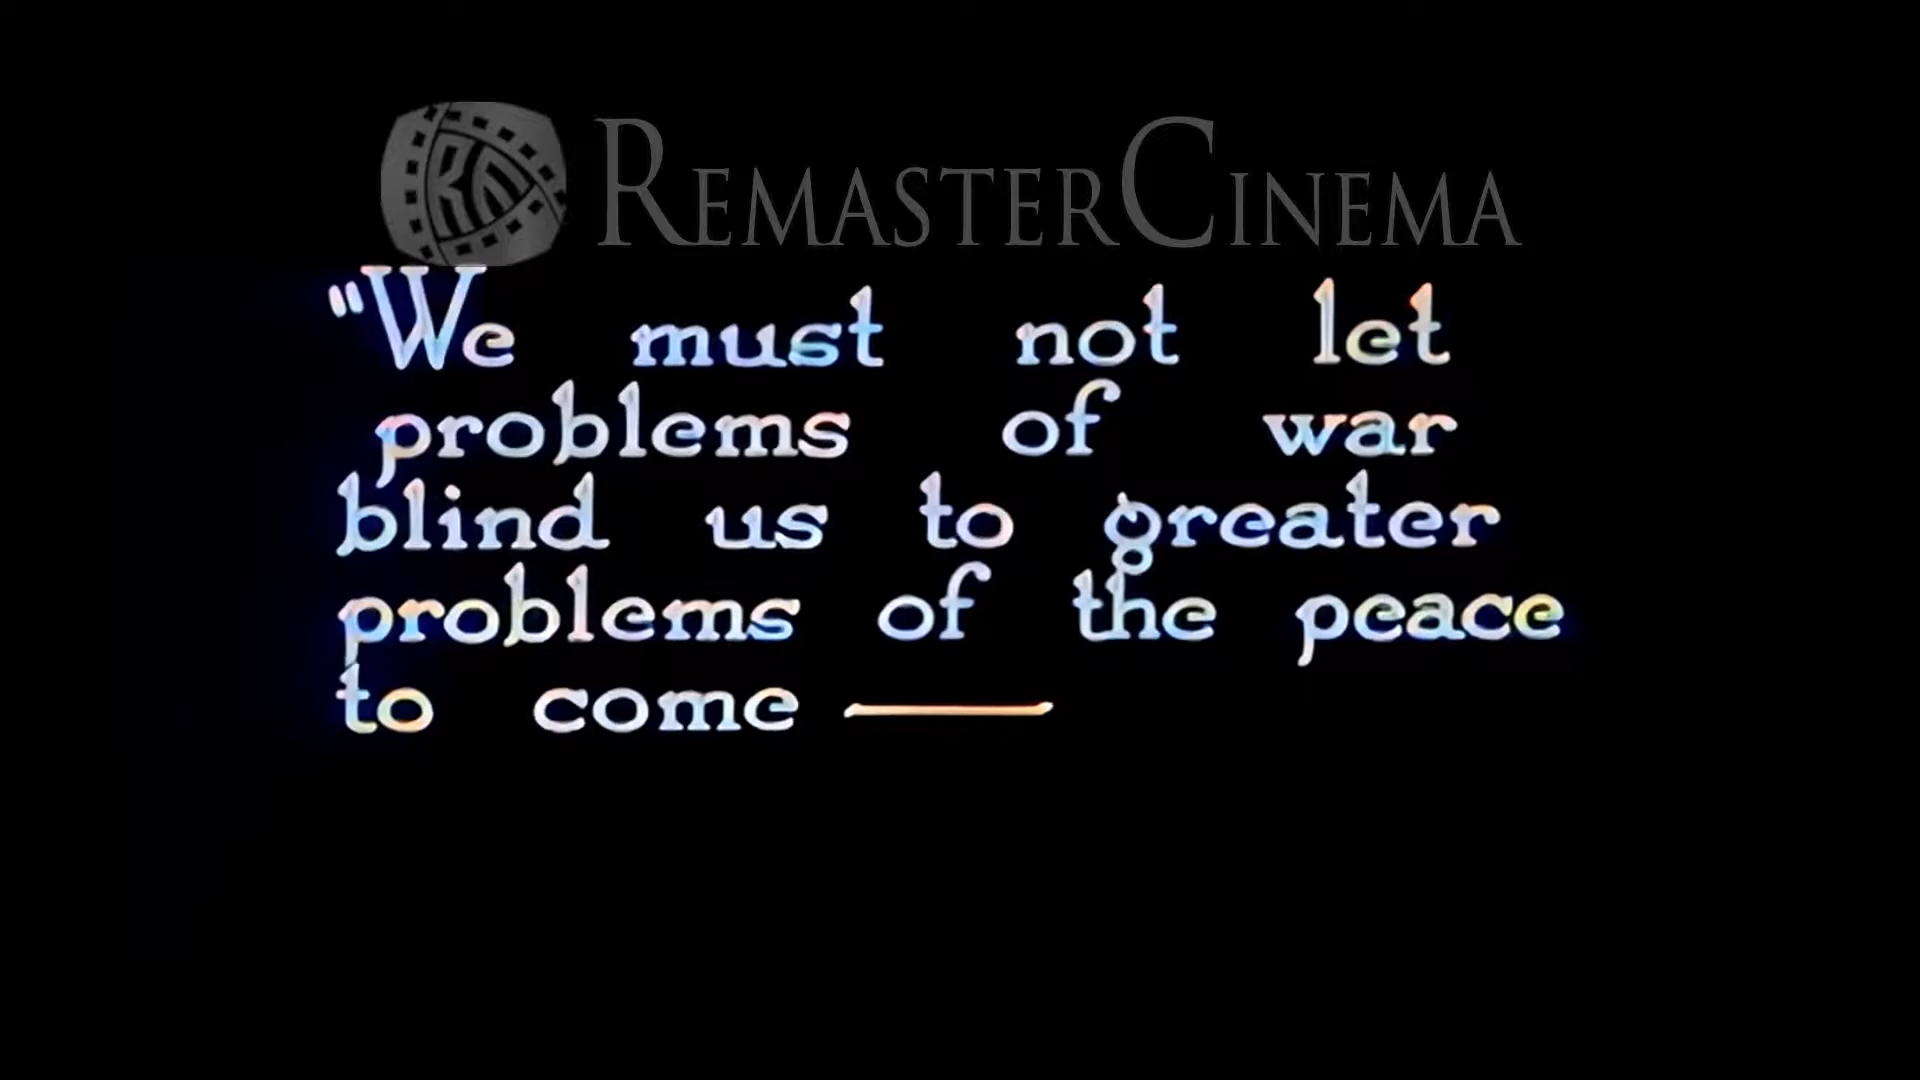 RemasterCinema
"We must not let
problems of war
blind us to greater
problems of the peace
to come —